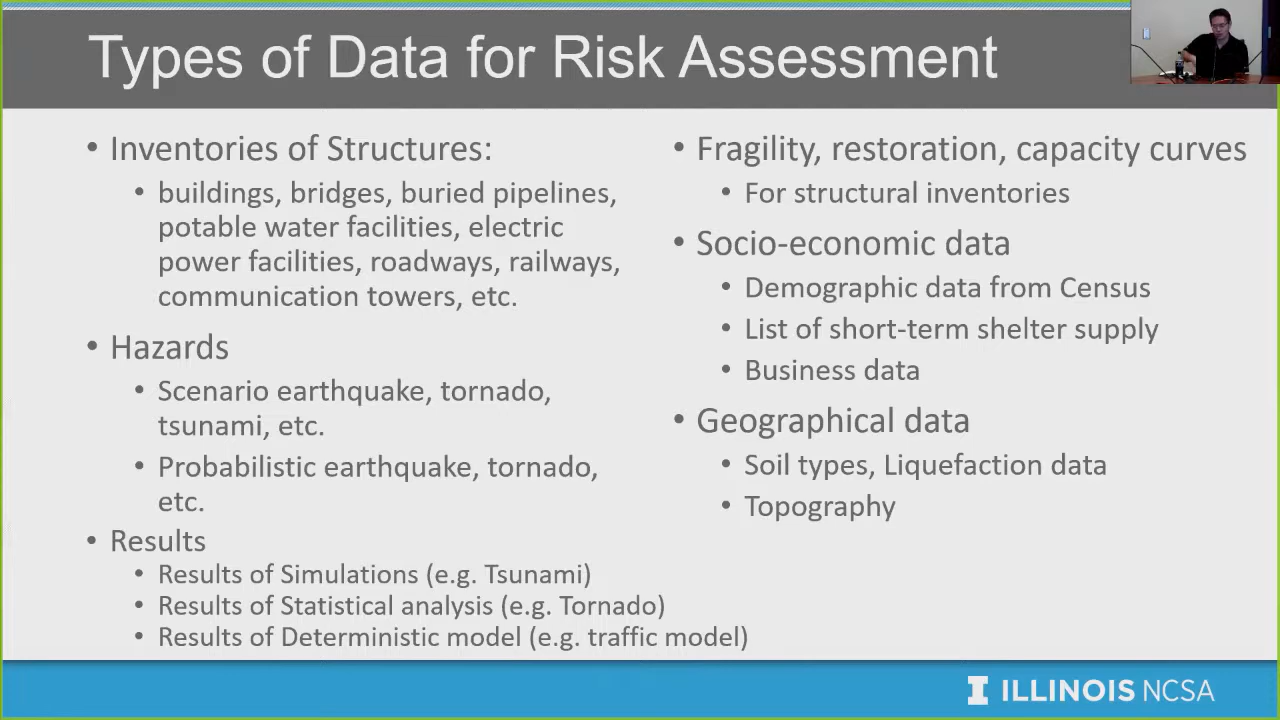 Types of Data for Risk Assessment
• Inventories of Structures:
• buildings, bridges, buried pipelines,
potable water facilities, electric
power facilities, roadways, railways,
communication towers, etc.
• Hazards
• Scenario earthquake, tornado,
tsunami, etc.
• Probabilistic earthquake, tornado,
etc.
• Results
• Results of Simulations (e.g. Tsunami)
• Results of Statistical analysis (e.g. Tornado)
• Results of Deterministic model (e.g. traffic model)
• Fragility, restoration, capacity curves
• For structural inventories
• Socio-economic data
• Demographic data from Census
• List of short-term shelter supply
• Business data
• Geographical data
• Soil types, Liquefaction data
• Topography
I ILLINOIS NCSA